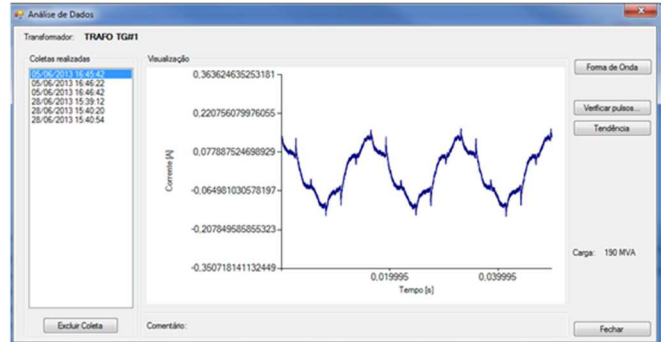 Análise de Dados
Transformador: TRAFO TG#1
Coletas realizadas
05/06/2013 16:45:42
05/06/2013 16:46:22
05/06/2013 16:46:42
28/06/2013 15:39:12
28/06/2013 15:40:20
28/06/2013 15:40:54
Excluir Coleta
Visualização
0.363624635253181
0,220756079976055
0,077887524698929
-0,064981030578197
-0,207849585855323
-0.350718141132449
Corrente [A]
0.019995
0.039995
Tempo [s]
Comentário:
Forma de Onda
Verificar pulsos...
Tendência
Carga: 190 MVA
Fechar